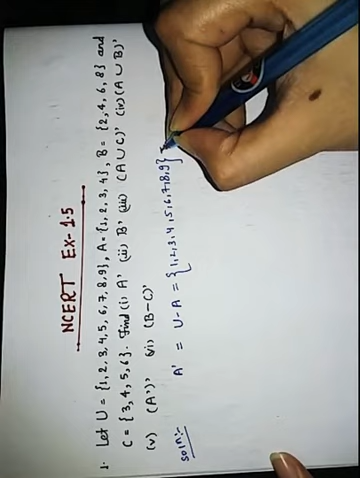 NCERT Ex-1.5
1. Let U = {1,2,3,4,5,6,7,8,9}, A = {1,2,3,4}, B = {2,4,6,8} and
C = {3,4,5,6}. Find (i) A' (ii) B' (iii) (A∪C)' (iv) (A∪B)'
(v) (A')' (vi) (B-C)'
Soln:-
A' = U-A = {1,2,3,4,5,6,7,8,9} -